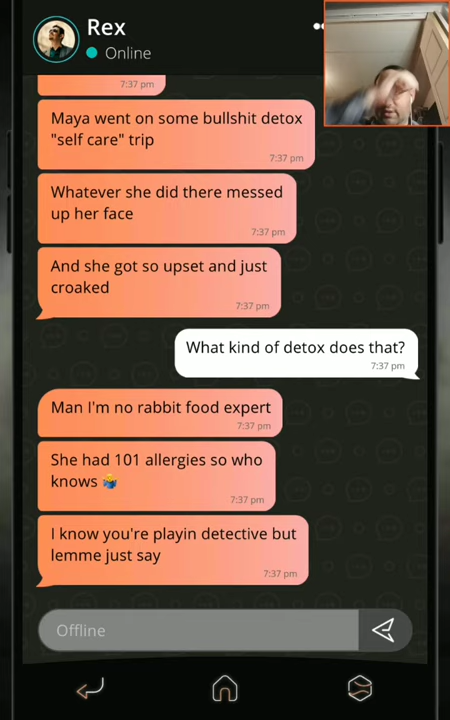 Rex
Online
7:37 pm
Maya went on some bullshit detox
"self care" trip
7:37 pm
Whatever she did there messed
up her face
7:37 pm
And she got so upset and just
croaked
7:37 pm
What kind of detox does that?
7:37 pm
Man I'm no rabbit food expert
7:37 pm
She had 101 allergies so who
knows 🤷
7:37 pm
I know you're playin detective but
lemme just say
7:37 pm
Offline